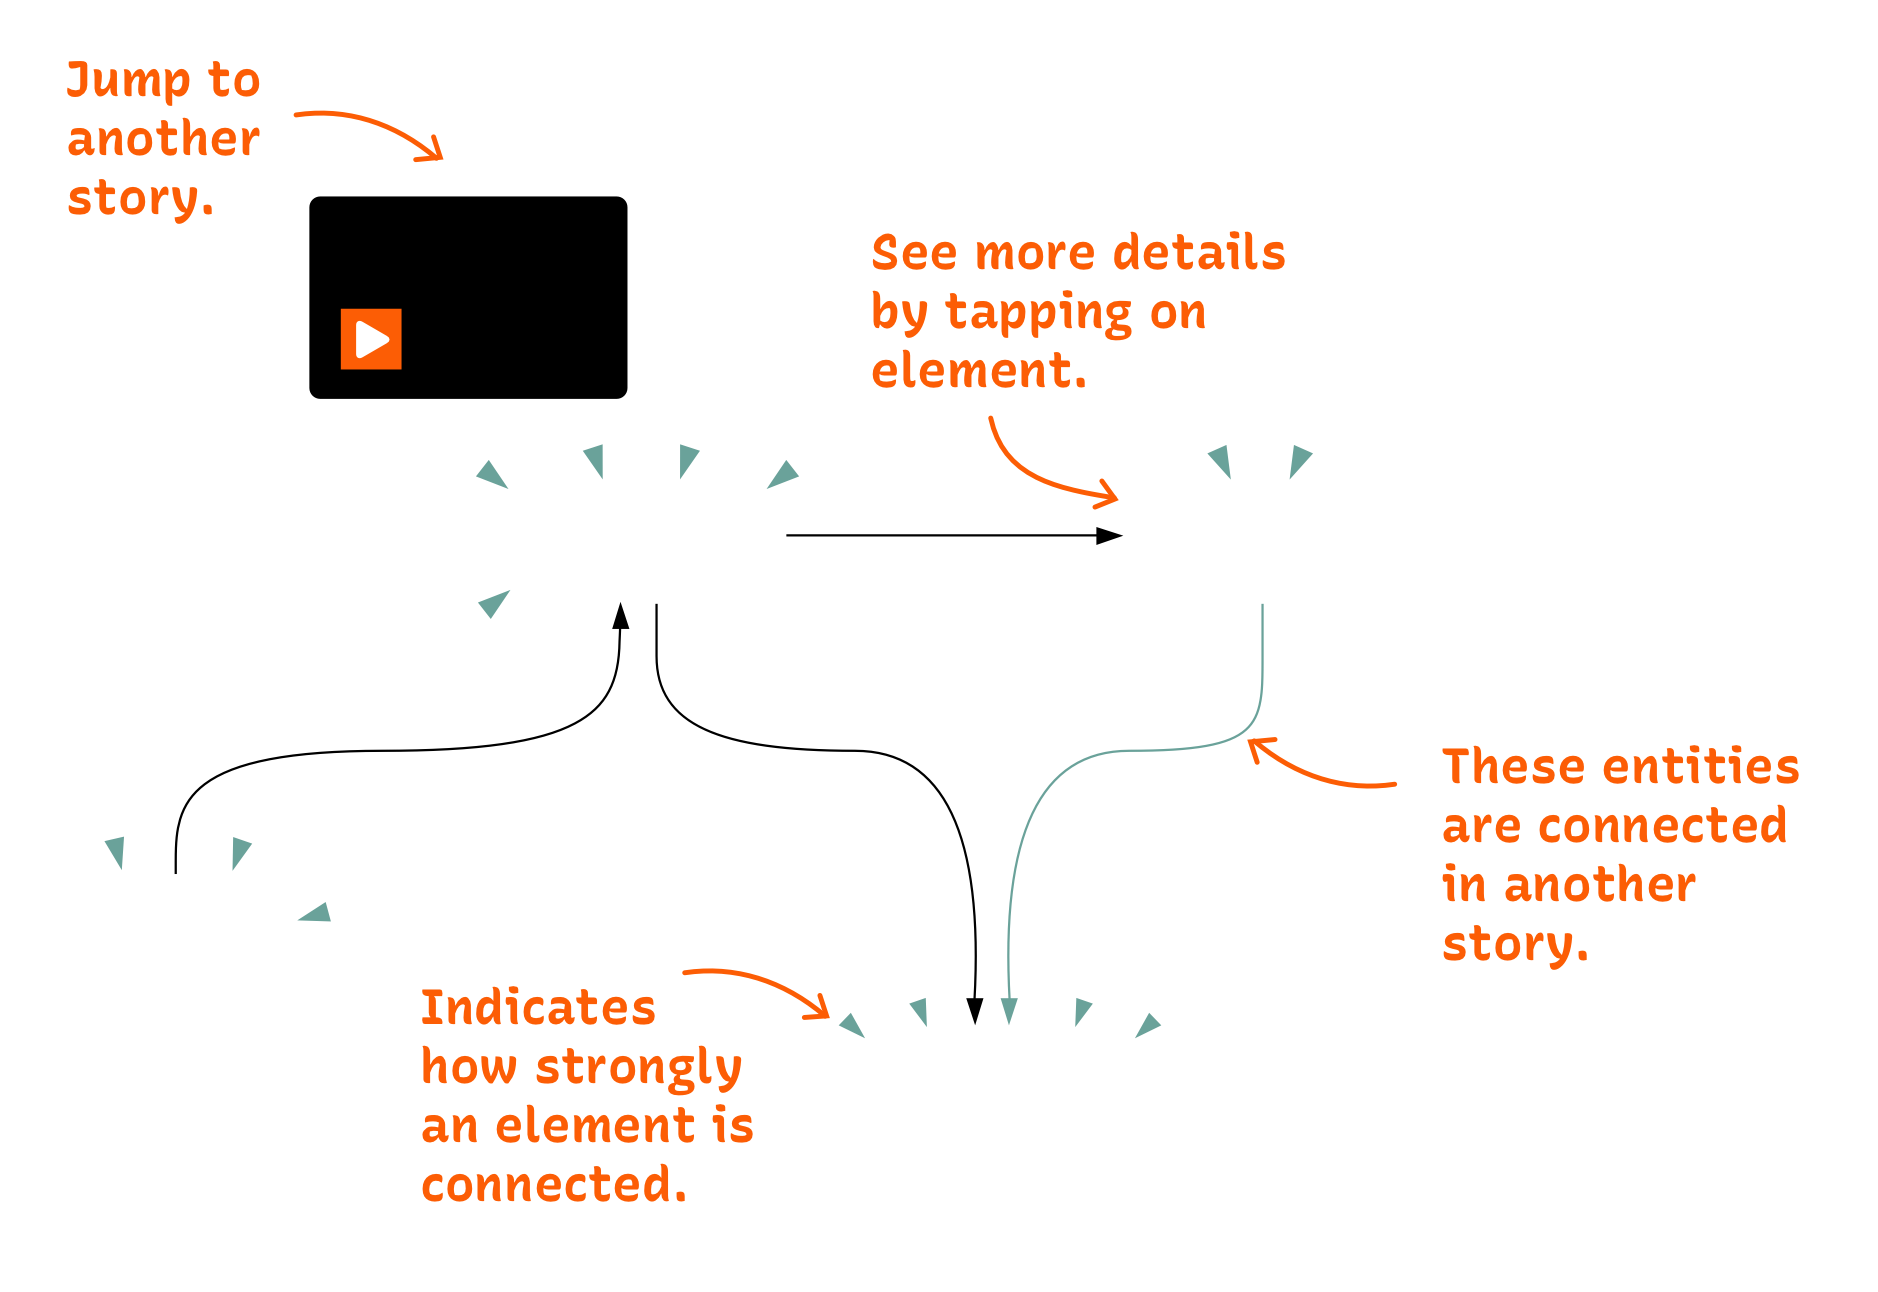 Jump to
another
story.
See more details
by tapping on
element.
These entities
are connected
in another
story.
Indicates
how strongly
an element is
connected.